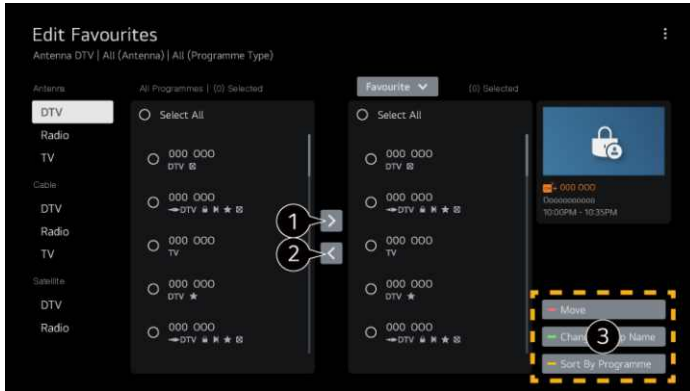 Edit Favourites
Antenna DTV | All (Antenna) | All (Programme Type)
Antenna
DTV
Radio
TV
Cable
DTV
Radio
TV
Satellite
DTV
Radio
All Programmes | (0) Selected
Select All
000 000
DTV
000 000
DTV
000 000
TV
000 000
DTV
000 000
DTV
1
2
Favourite
(0) Selected
Select All
000 000
DTV
000 000
DTV
000 000
TV
000 000
DTV
000 000
DTV
000 000
10:00PM - 10:35PM
Move
3
Name
Sort By Programme